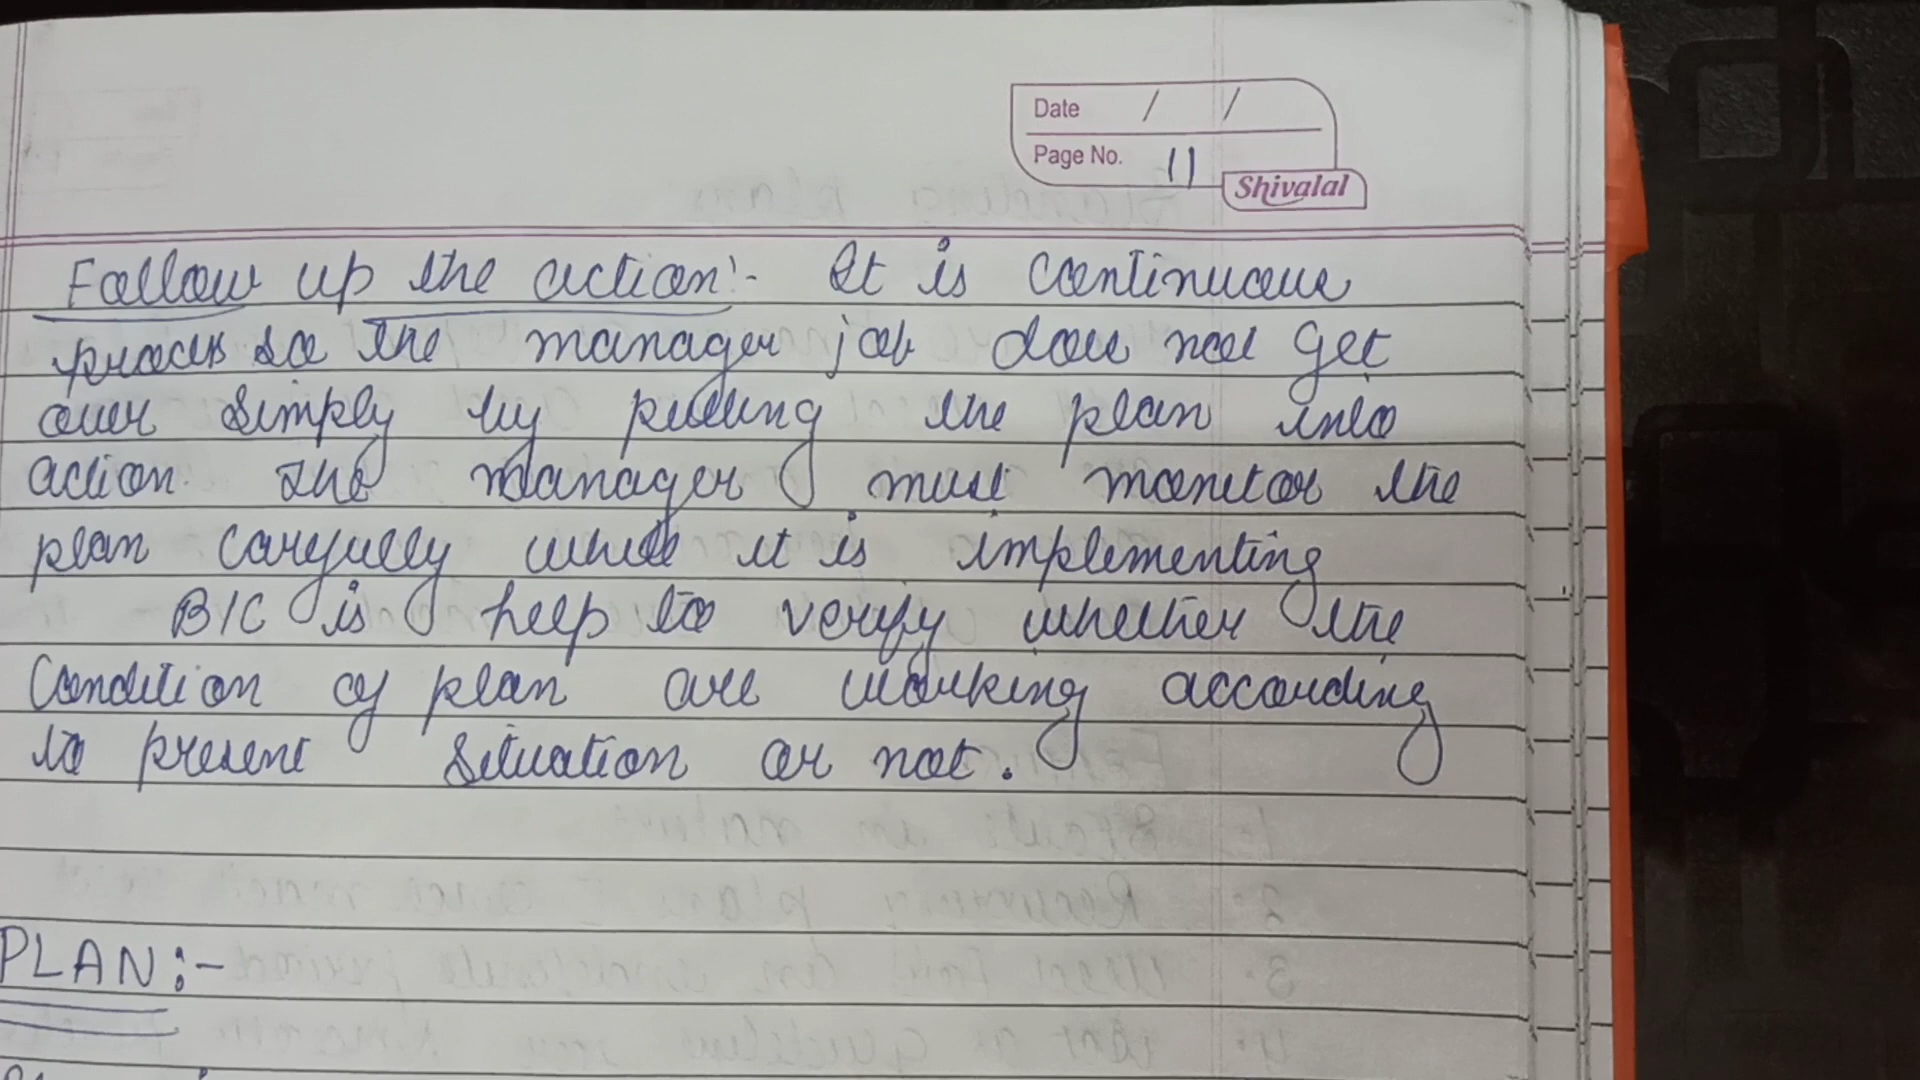 Date / /
Page No. 11
Shivalal
Follow up the action:- It is continuous
process so the manager job does not get
over simply by putting the plan into
action. The manager must monitor the
plan carefully while it is implementing
B/C is help to verify whether the
Condition of plan are working according
to present situation or not.
PLAN:-